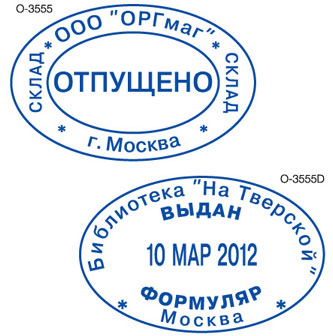 O-3555
ООО "ОРГмаг"
СКЛАД
ОТПУЩЕНО
СКЛАД
* г. Москва *
O-3555D
Библиотека "На Тверской"
ВЫДАН
10 МАР 2012
ФОРМУЛЯР
* Москва *